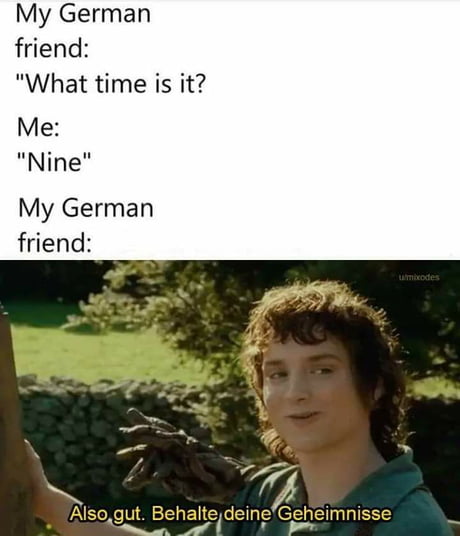 My German
friend:
"What time is it?
Me:
"Nine"
My German
friend:
u/mixodes
Also gut. Behalte deine Geheimnisse